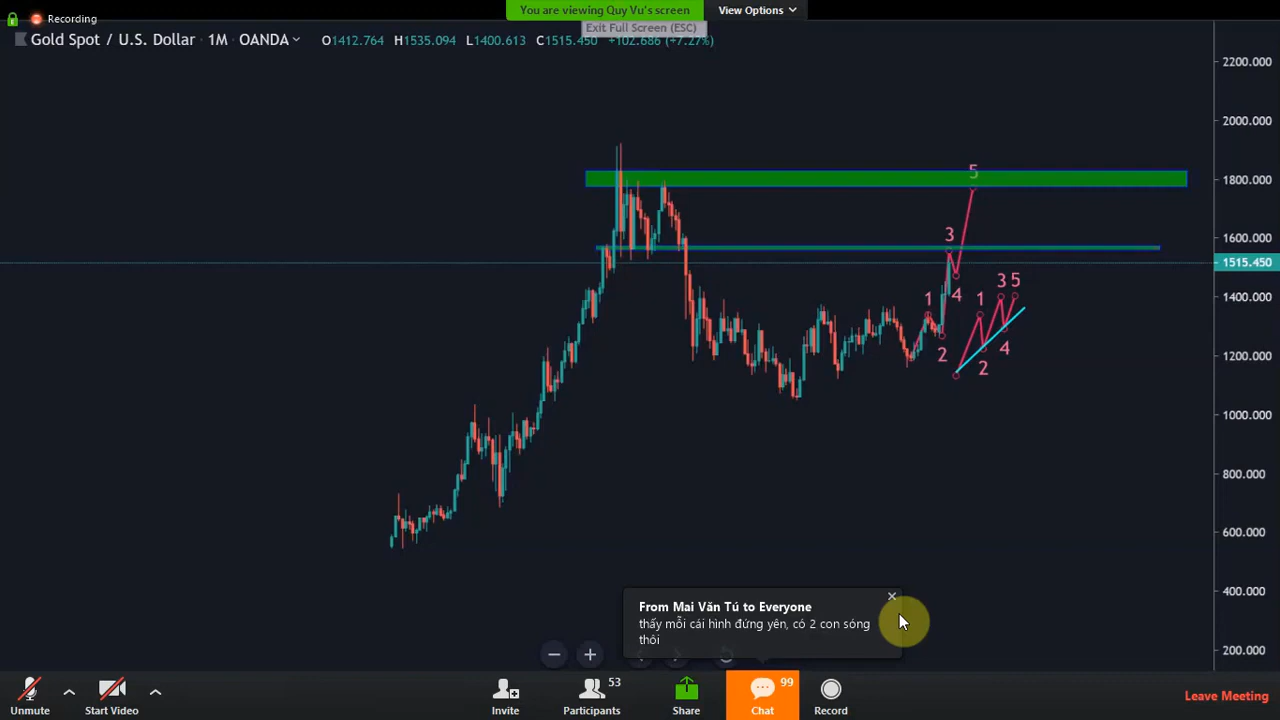 You are viewing Quy Vu's screen
View Options
Recording
Exit Full Screen (ESC)
Gold Spot / U.S. Dollar · 1M · OANDA
O1412.764 H1535.094 L1400.613 C1515.450 +102.686 (+7.27%)
2200.000
2000.000
1800.000
1600.000
1515.450
1400.000
1200.000
1000.000
800.000
600.000
400.000
200.000
5
3
4
1
2
1
3
5
2
4
From Mai Văn Tú to Everyone
thấy mỗi cái hình đứng yên, có 2 con sóng
thôi
Unmute
Start Video
Invite
53
Participants
Share
99
Chat
Record
Leave Meeting